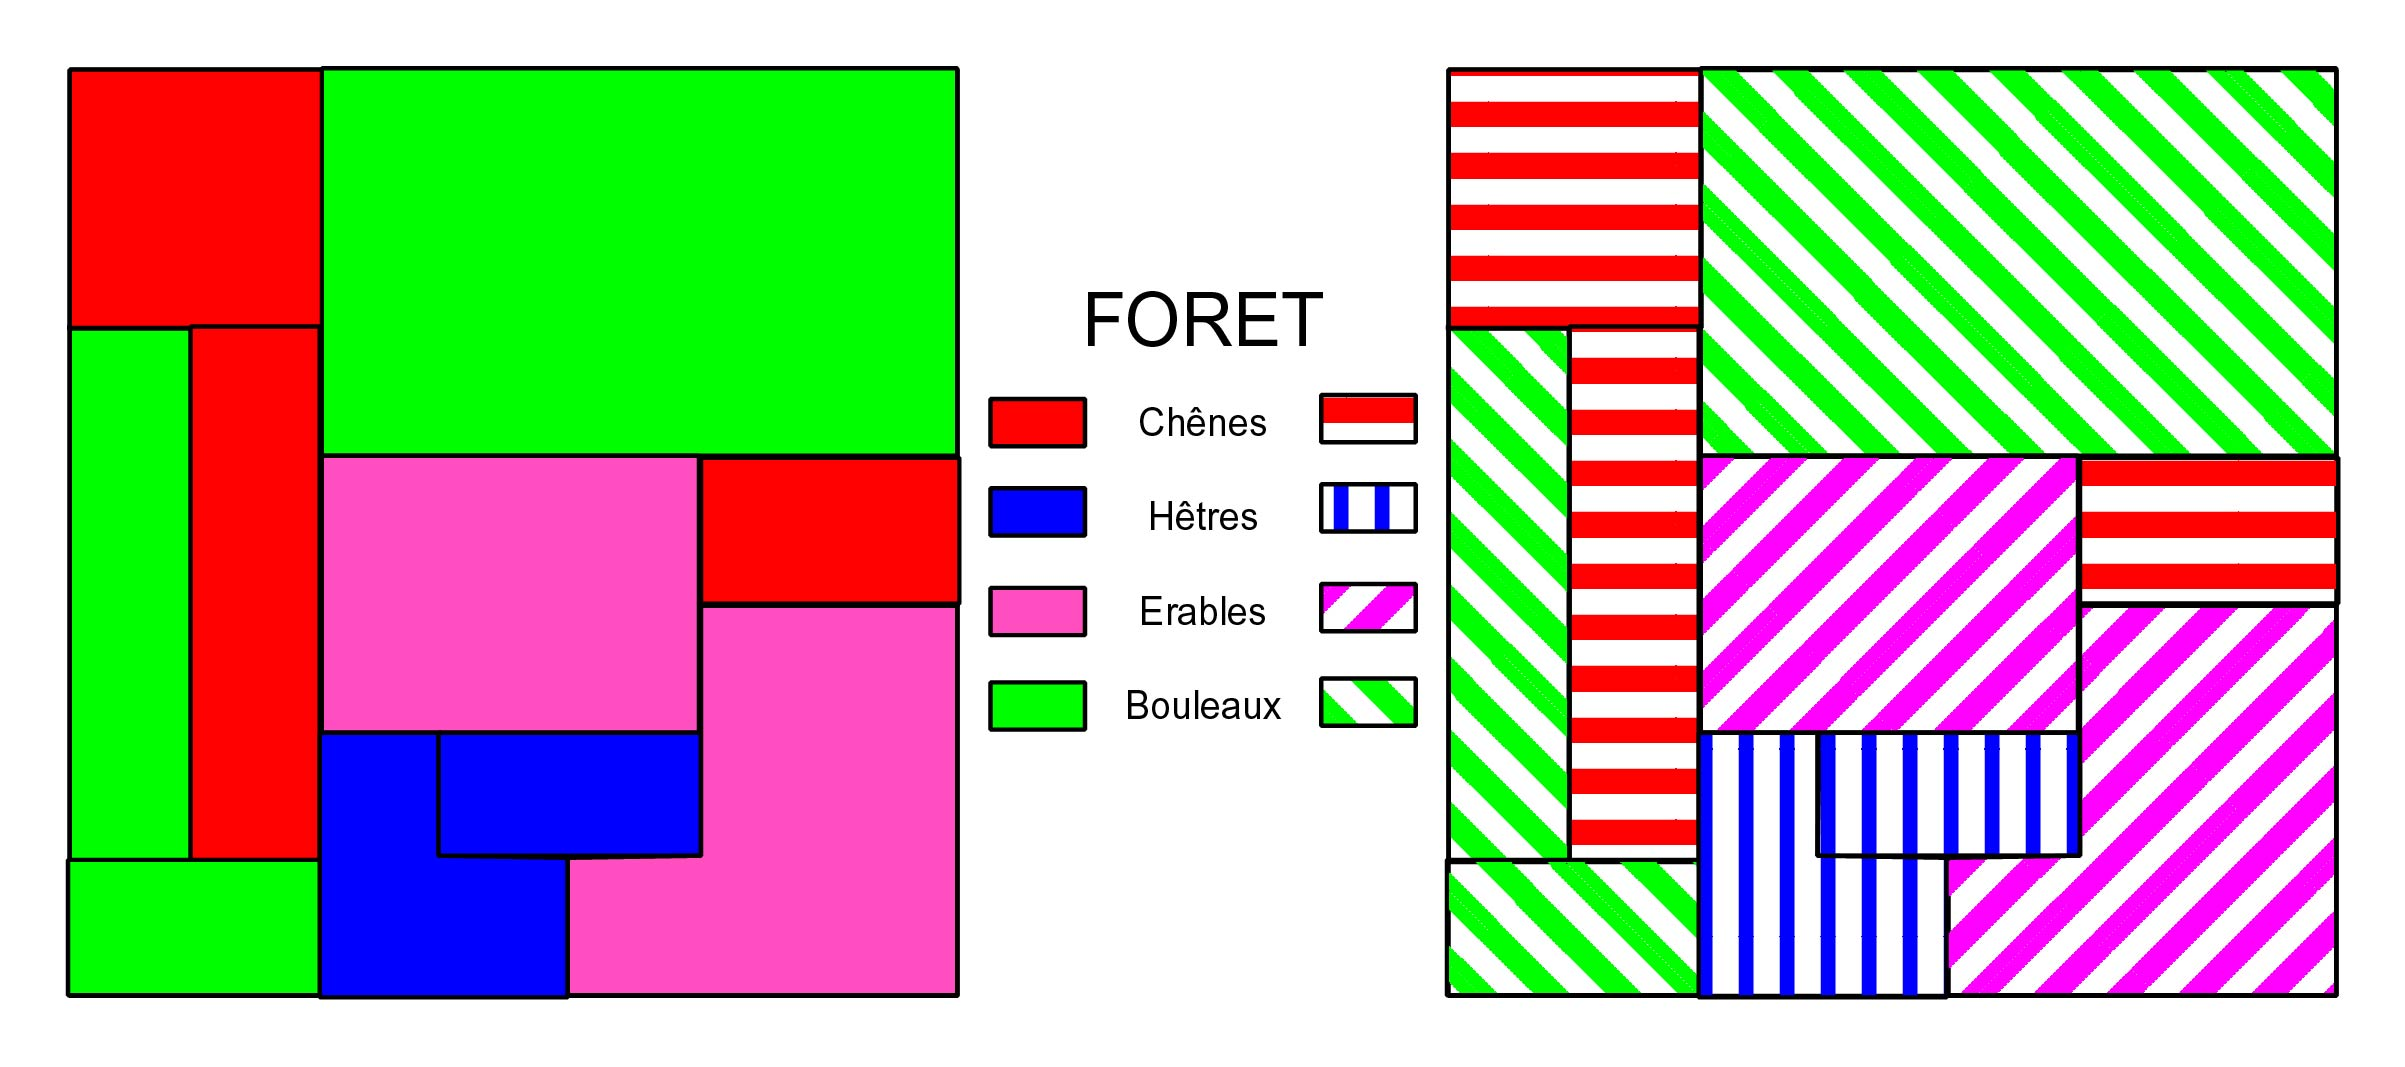 FORET
Chênes
Hêtres
Erables
Bouleaux